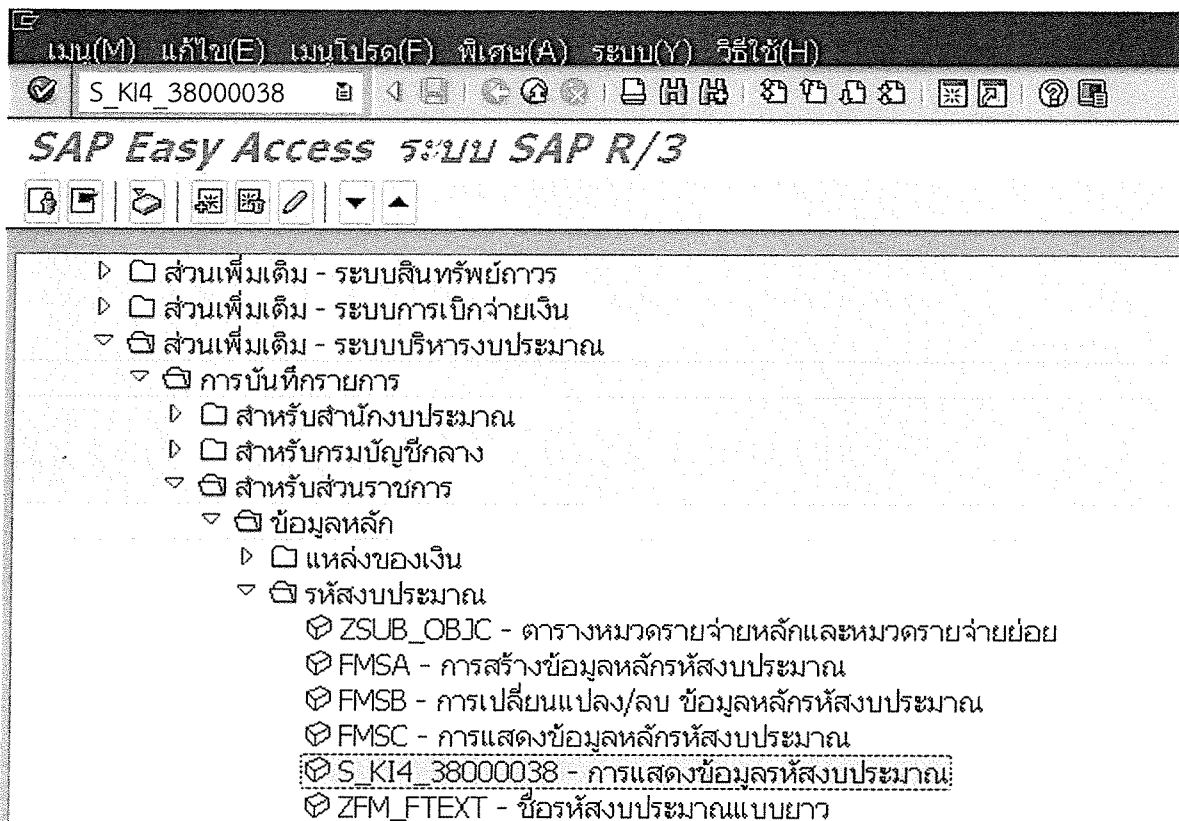 เมนู(M) แก้ไข(E) เมนูโปรด(F) พิเศษ(A) ระบบ(Y) วิธีใช้(H)
S_KI4_38000038
SAP Easy Access ระบบ SAP R/3
ส่วนเพิ่มเติม - ระบบสินทรัพย์ถาวร
ส่วนเพิ่มเติม - ระบบการเบิกจ่ายเงิน
ส่วนเพิ่มเติม - ระบบบริหารงบประมาณ
การบันทึกรายการ
สำหรับสำนักงบประมาณ
สำหรับกรมบัญชีกลาง
สำหรับส่วนราชการ
ข้อมูลหลัก
แหล่งของเงิน
รหัสงบประมาณ
ZSUB_OBJC - ตารางหมวดรายจ่ายหลักและหมวดรายจ่ายย่อย
FMSA - การสร้างข้อมูลหลักรหัสงบประมาณ
FMSB - การเปลี่ยนแปลง/ลบ ข้อมูลหลักรหัสงบประมาณ
FMSC - การแสดงข้อมูลหลักรหัสงบประมาณ
S_KI4_38000038 - การแสดงข้อมูลรหัสงบประมาณ
ZFM_FTEXT - ชื่อรหัสงบประมาณแบบยาว